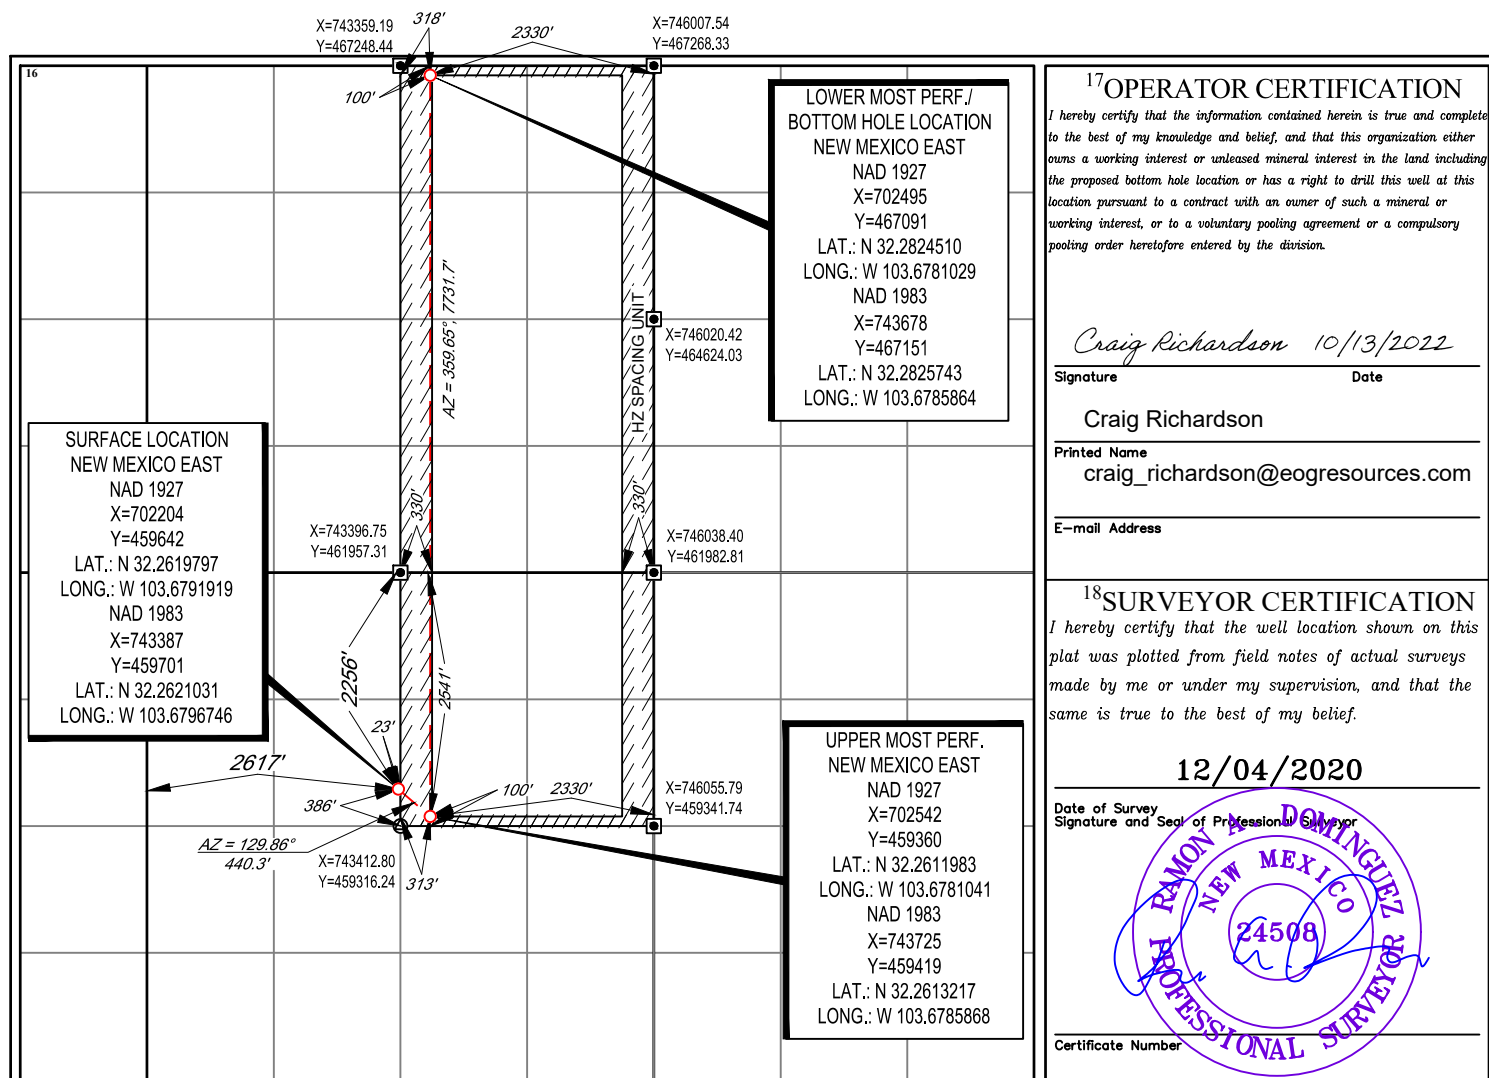 16
X=743359.19
Y=467248.44
318'
2330'
X=746007.54
Y=467268.33
100'
LOWER MOST PERF./
BOTTOM HOLE LOCATION
NEW MEXICO EAST
NAD 1927
X=702495
Y=467091
LAT.: N 32.2824510
LONG.: W 103.6781029
NAD 1983
X=743678
Y=467151
LAT.: N 32.2825743
LONG.: W 103.6785864
AZ = 359.65°, 7731.7'
HZ SPACING UNIT
X=746020.42
Y=464624.03
SURFACE LOCATION
NEW MEXICO EAST
NAD 1927
X=702204
Y=459642
LAT.: N 32.2619797
LONG.: W 103.6791919
NAD 1983
X=743387
Y=459701
LAT.: N 32.2621031
LONG.: W 103.6796746
330'
330'
X=743396.75
Y=461957.31
X=746038.40
Y=461982.81
2256'
2541'
23'
2617'
386'
100'
2330'
X=746055.79
Y=459341.74
AZ = 129.86°
440.3'
X=743412.80
Y=459316.24
313'
UPPER MOST PERF.
NEW MEXICO EAST
NAD 1927
X=702542
Y=459360
LAT.: N 32.2611983
LONG.: W 103.6781041
NAD 1983
X=743725
Y=459419
LAT.: N 32.2613217
LONG.: W 103.6785868
17 OPERATOR CERTIFICATION
I hereby certify that the information contained herein is true and complete
to the best of my knowledge and belief, and that this organization either
owns a working interest or unleased mineral interest in the land including
the proposed bottom hole location or has a right to drill this well at this
location pursuant to a contract with an owner of such a mineral or
working interest, or to a voluntary pooling agreement or a compulsory
pooling order heretofore entered by the division.
Craig Richardson 10/13/2022
Signature Date
Craig Richardson
Printed Name
craig_richardson@eogresources.com
E-mail Address
18 SURVEYOR CERTIFICATION
I hereby certify that the well location shown on this
plat was plotted from field notes of actual surveys
made by me or under my supervision, and that the
same is true to the best of my belief.
12/04/2020
Date of Survey
Signature and Seal of Professional Surveyor
RAMON A. DOMINGUEZ
NEW MEXICO
24508
PROFESSIONAL SURVEYOR
Certificate Number